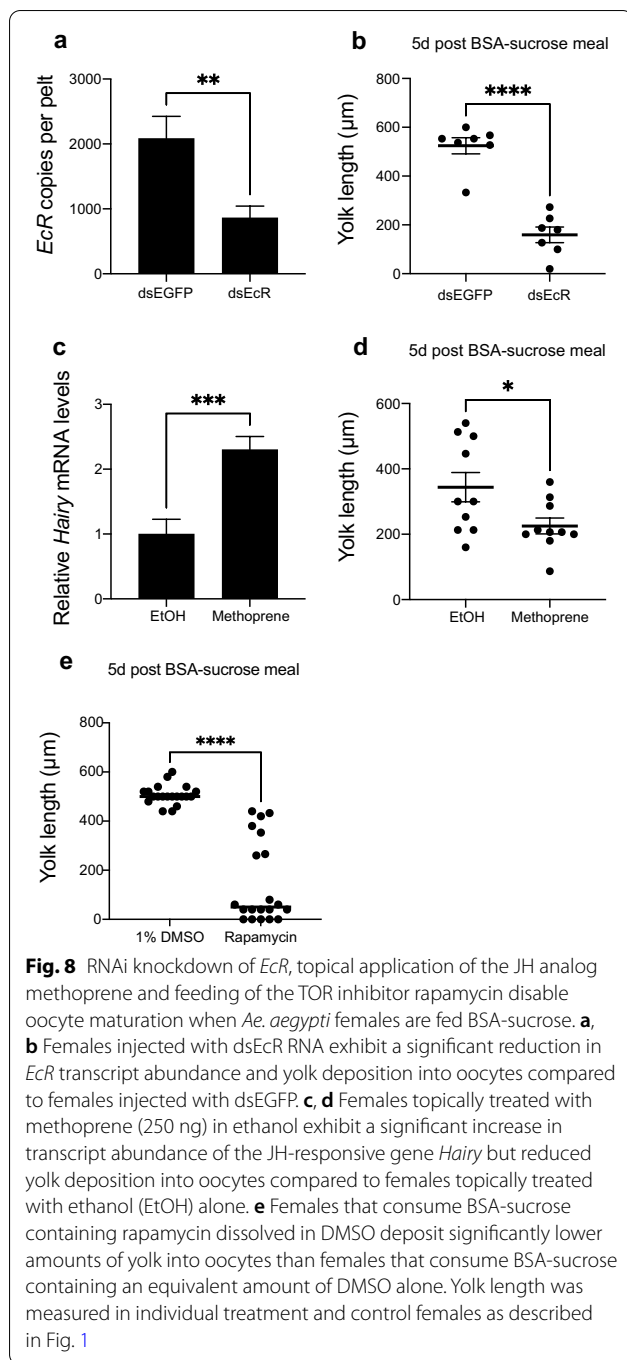 a
EcR copies per pelt
3000
2000
1000
0
**
dsEGFP dsEcR
b
5d post BSA-sucrose meal
Yolk length (µm)
800
600
400
200
0
****
dsEGFP dsEcR
c
Relative Hairy mRNA levels
3
2
1
0
***
EtOH Methoprene
d
5d post BSA-sucrose meal
Yolk length (µm)
600
400
200
0
*
EtOH Methoprene
e
5d post BSA-sucrose meal
Yolk length (µm)
800
600
400
200
0
****
1% DMSO Rapamycin
Fig. 8 RNAi knockdown of EcR, topical application of the JH analog
methoprene and feeding of the TOR inhibitor rapamycin disable
oocyte maturation when Ae. aegypti females are fed BSA-sucrose. a,
b Females injected with dsEcR RNA exhibit a significant reduction in
EcR transcript abundance and yolk deposition into oocytes compared
to females injected with dsEGFP. c, d Females topically treated with
methoprene (250 ng) in ethanol exhibit a significant increase in
transcript abundance of the JH-responsive gene Hairy but reduced
yolk deposition into oocytes compared to females topically treated
with ethanol (EtOH) alone. e Females that consume BSA-sucrose
containing rapamycin dissolved in DMSO deposit significantly lower
amounts of yolk into oocytes than females that consume BSA-sucrose
containing an equivalent amount of DMSO alone. Yolk length was
measured in individual treatment and control females as described
in Fig. 1